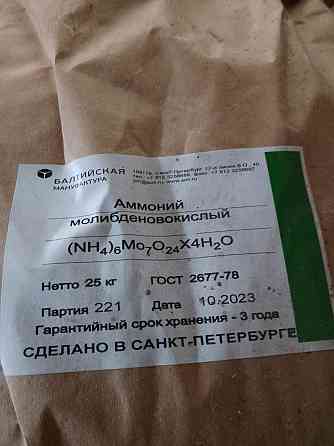 БАЛТИЙСКАЯ
МАНУФАКТУРА
Аммоний
молибденовокислый
(NH4)6Mo7O24X4H2O
Нетто 25 кг ГОСТ 2677-78
Партия 221 Дата 10.2023
Гарантийный срок хранения - 3 года
СДЕЛАНО В САНКТ-ПЕТЕРБУРГЕ